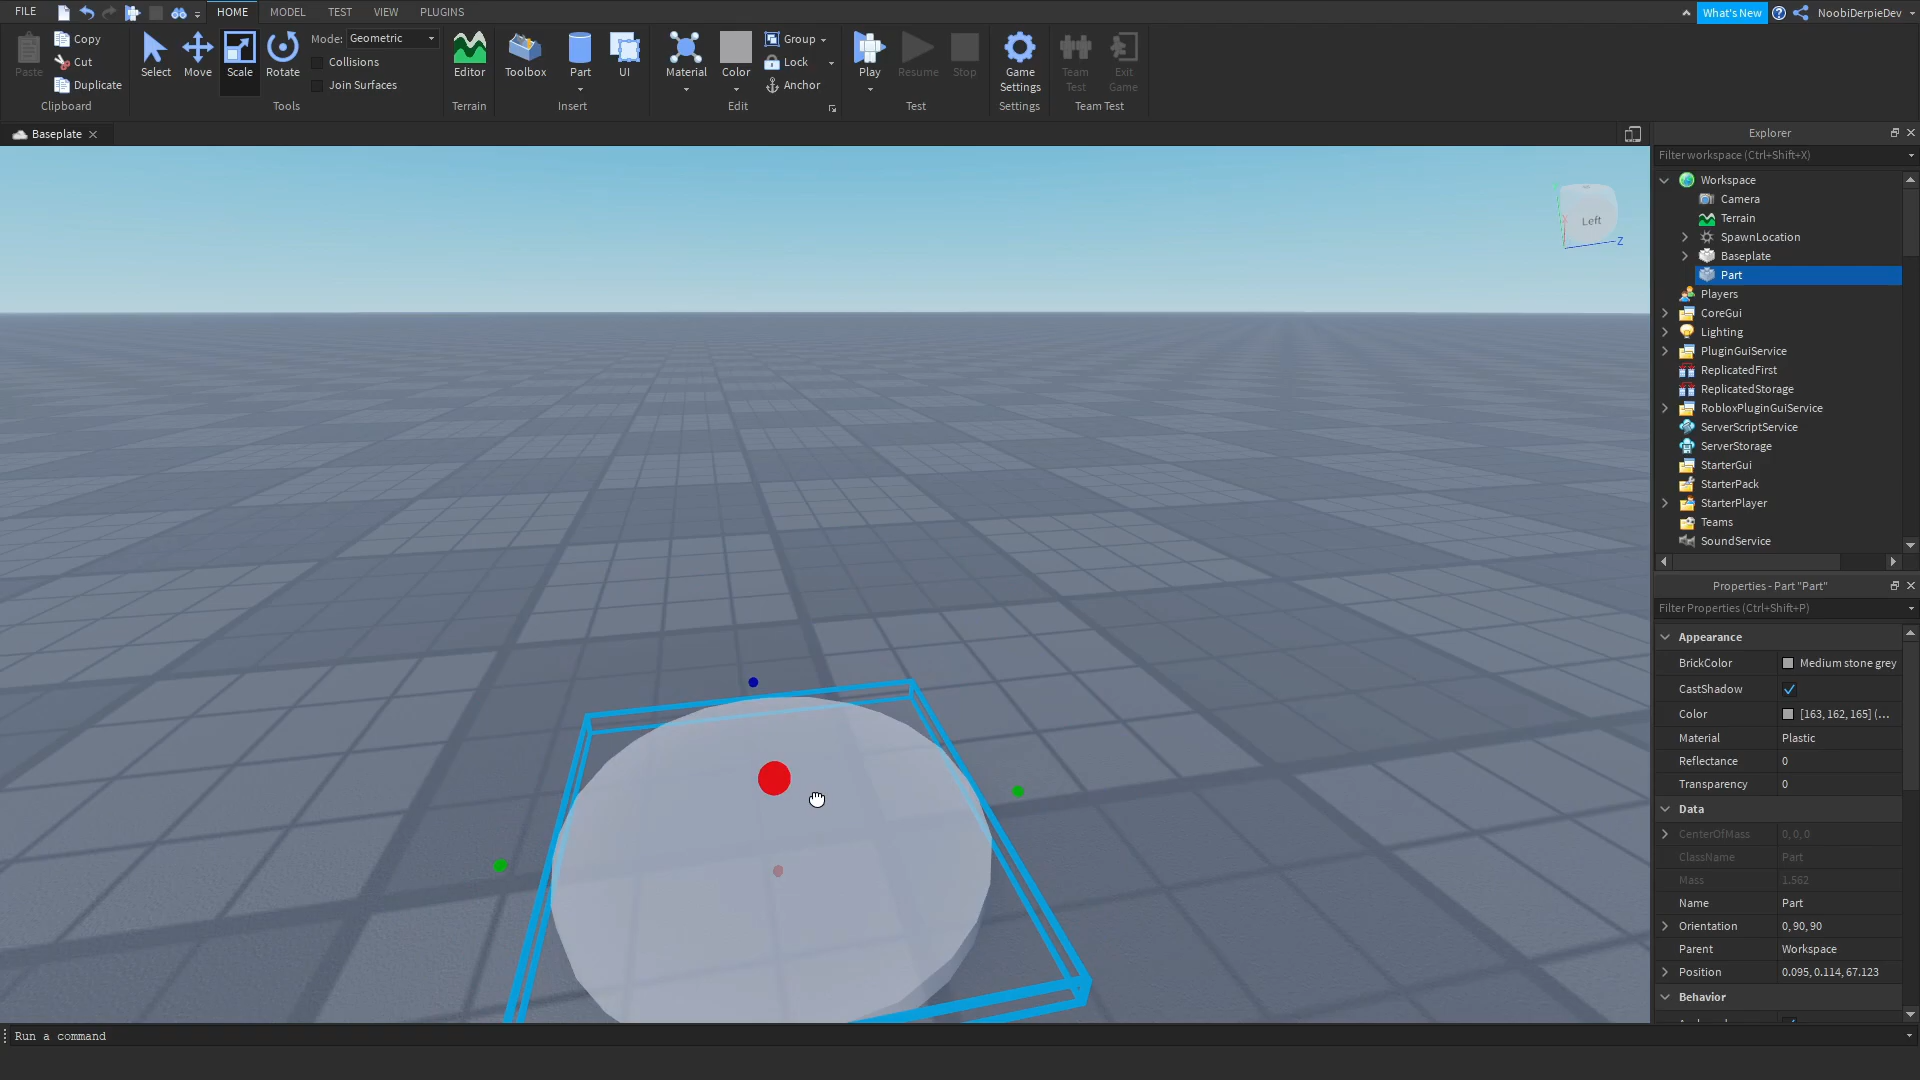 FILE HOME MODEL TEST VIEW PLUGINS What's New NoobiDerpieDev
Paste Copy Cut Duplicate Clipboard
Select Move Scale Rotate Mode: Geometric Collisions Join Surfaces Tools
Editor Terrain
Toolbox Part UI Insert
Material Color Group Lock Anchor Edit
Play Resume Stop Test
Game Settings Settings
Team Test Exit Game Team Test
Baseplate
Left
Z
Explorer
Filter workspace (Ctrl+Shift+X)
Workspace
Camera
Terrain
SpawnLocation
Baseplate
Part
Players
CoreGui
Lighting
PluginGuiService
ReplicatedFirst
ReplicatedStorage
RobloxPluginGuiService
ServerScriptService
ServerStorage
StarterGui
StarterPack
StarterPlayer
Teams
SoundService
Properties - Part "Part"
Filter Properties (Ctrl+Shift+P)
Appearance
BrickColor Medium stone grey
CastShadow
Color [163, 162, 165] (...
Material Plastic
Reflectance 0
Transparency 0
Data
CenterOfMass 0, 0, 0
ClassName Part
Mass 1.562
Name Part
Orientation 0, 90, 90
Parent Workspace
Position 0.095, 0.114, 67.123
Behavior
Run a command